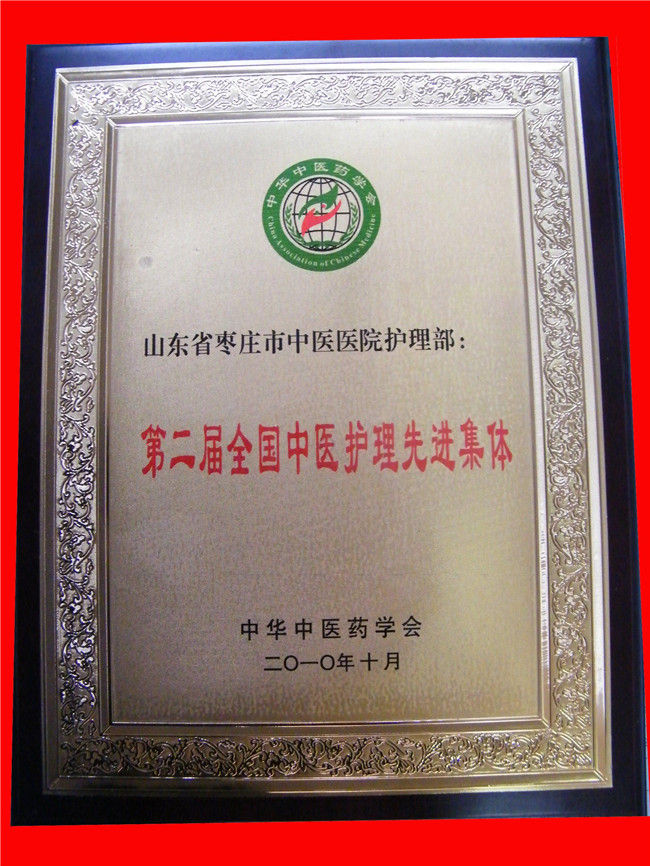 中华中医药学会
China Association of Chinese Medicine
山东省枣庄市中医医院护理部：
第二届全国中医护理先进集体
中华中医药学会
二〇一〇年十月